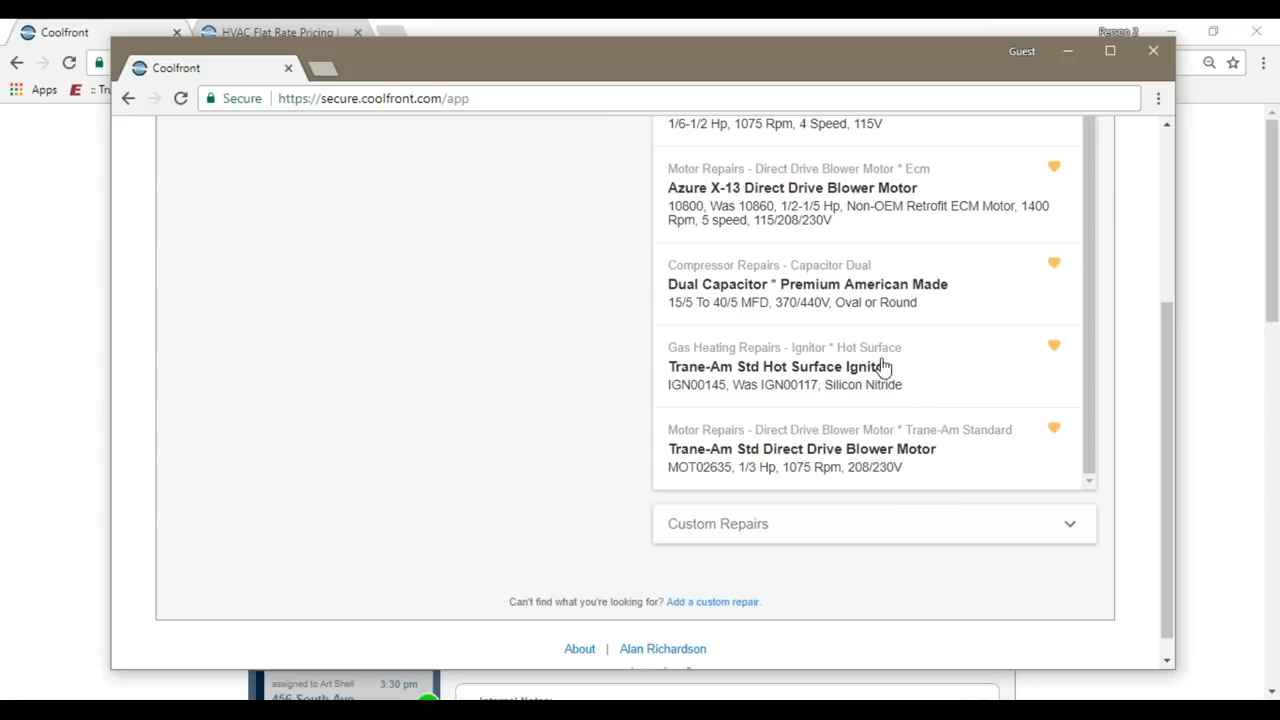 Coolfront
HVAC Flat Rate Pricing |
Person 2
Apps
:: Tru
Guest
Coolfront
Secure
https://secure.coolfront.com/app
1/6-1/2 Hp, 1075 Rpm, 4 Speed, 115V
Motor Repairs - Direct Drive Blower Motor * Ecm
Azure X-13 Direct Drive Blower Motor
10800, Was 10860, 1/2-1/5 Hp, Non-OEM Retrofit ECM Motor, 1400
Rpm, 5 speed, 115/208/230V
Compressor Repairs - Capacitor Dual
Dual Capacitor * Premium American Made
15/5 To 40/5 MFD, 370/440V, Oval or Round
Gas Heating Repairs - Ignitor * Hot Surface
Trane-Am Std Hot Surface Ignitor
IGN00145, Was IGN00117, Silicon Nitride
Motor Repairs - Direct Drive Blower Motor * Trane-Am Standard
Trane-Am Std Direct Drive Blower Motor
MOT02635, 1/3 Hp, 1075 Rpm, 208/230V
Custom Repairs
Can't find what you're looking for? Add a custom repair.
About | Alan Richardson
assigned to Art Shell
3:30 pm
456 South Ave
Internal Notes: